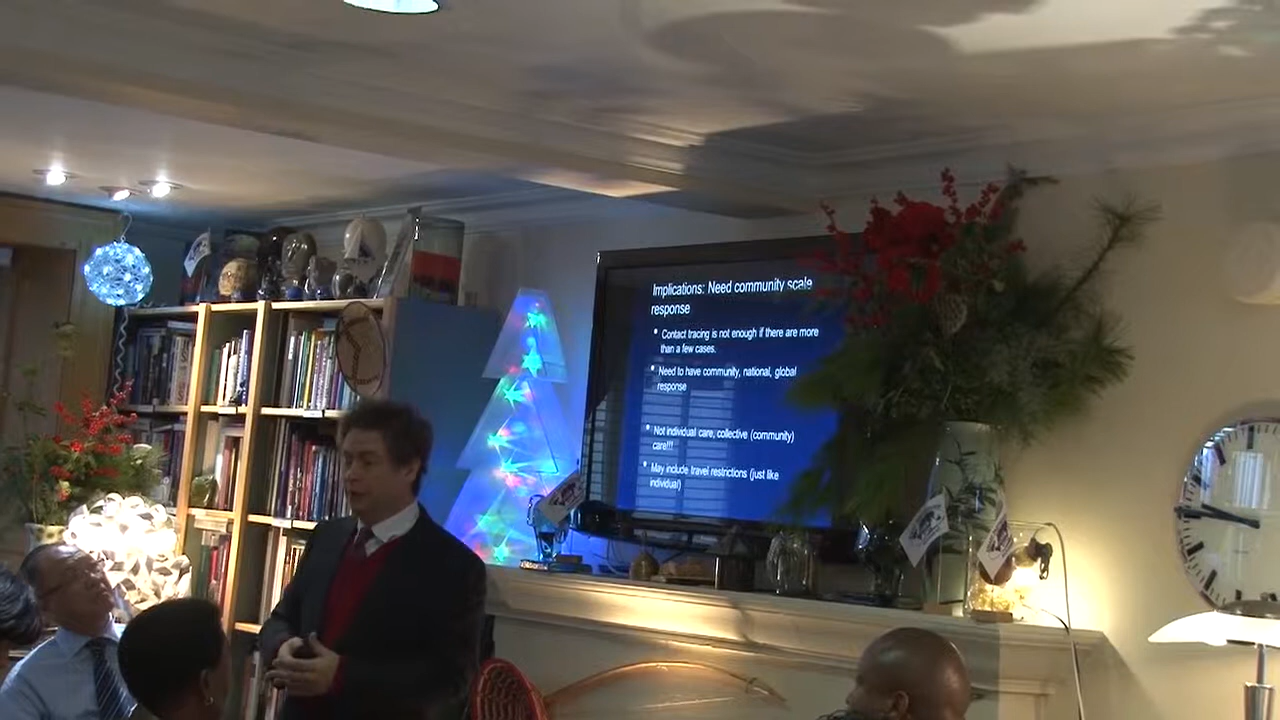 Implications: Need community scale
response
• Contact tracing is not enough if there are more
than a few cases.
• Need to have community, national, global
response
• Not individual care, collective (community)
care!!!
• May include travel restrictions (just like
individual)